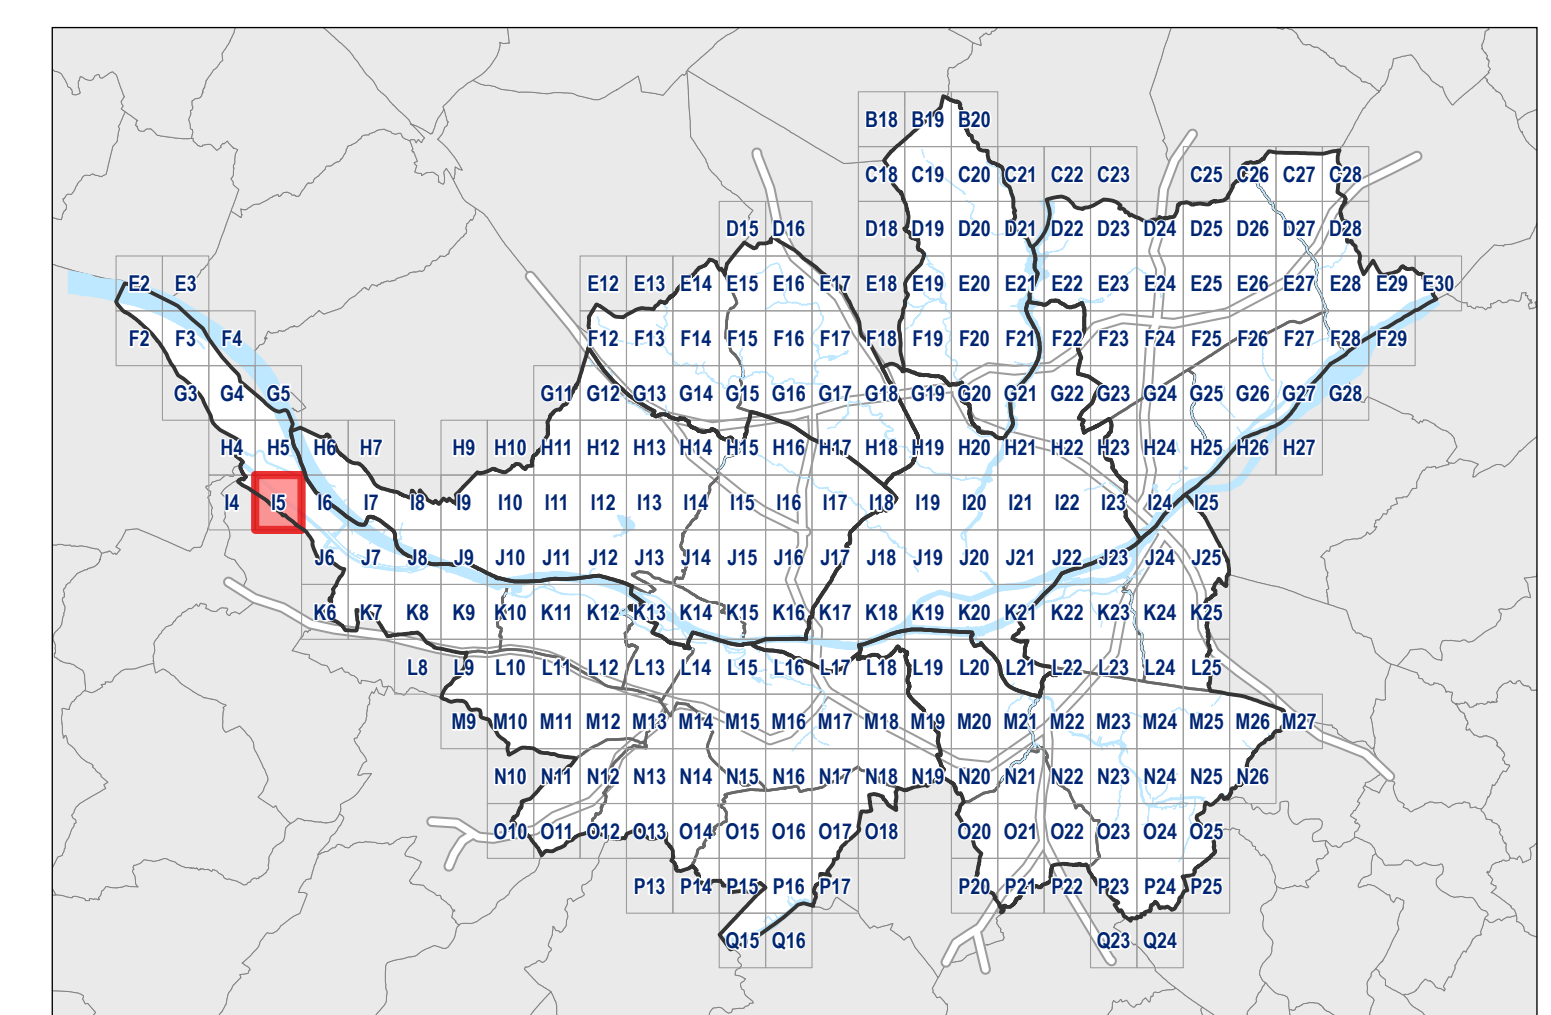 B18 B19 B20
C18 C19 C20 C21 C22 C23 C25 C26 C27 C28
D15 D16 D18 D19 D20 D21 D22 D23 D24 D25 D26 D27 D28
E2 E3 E12 E13 E14 E15 E16 E17 E18 E19 E20 E21 E22 E23 E24 E25 E26 E27 E28 E29 E30
F2 F3 F4 F12 F13 F14 F15 F16 F17 F18 F19 F20 F21 F22 F23 F24 F25 F26 F27 F28 F29
G3 G4 G5 G11 G12 G13 G14 G15 G16 G17 G18 G19 G20 G21 G22 G23 G24 G25 G26 G27 G28
H4 H5 H6 H7 H9 H10 H11 H12 H13 H14 H15 H16 H17 H18 H19 H20 H21 H22 H23 H24 H25 H26 H27
I4 I5 I6 I7 I8 I9 I10 I11 I12 I13 I14 I15 I16 I17 I18 I19 I20 I21 I22 I23 I24 I25
J6 J7 J8 J9 J10 J11 J12 J13 J14 J15 J16 J17 J18 J19 J20 J21 J22 J23 J24 J25
K6 K7 K8 K9 K10 K11 K12 K13 K14 K15 K16 K17 K18 K19 K20 K21 K22 K23 K24 K25
L8 L9 L10 L11 L12 L13 L14 L15 L16 L17 L18 L19 L20 L21 L22 L23 L24 L25
M9 M10 M11 M12 M13 M14 M15 M16 M17 M18 M19 M20 M21 M22 M23 M24 M25 M26 M27
N10 N11 N12 N13 N14 N15 N16 N17 N18 N19 N20 N21 N22 N23 N24 N25 N26
O10 O11 O12 O13 O14 O15 O16 O17 O18 O20 O21 O22 O23 O24 O25
P13 P14 P15 P16 P17 P20 P21 P22 P23 P24 P25
Q15 Q16 Q23 Q24